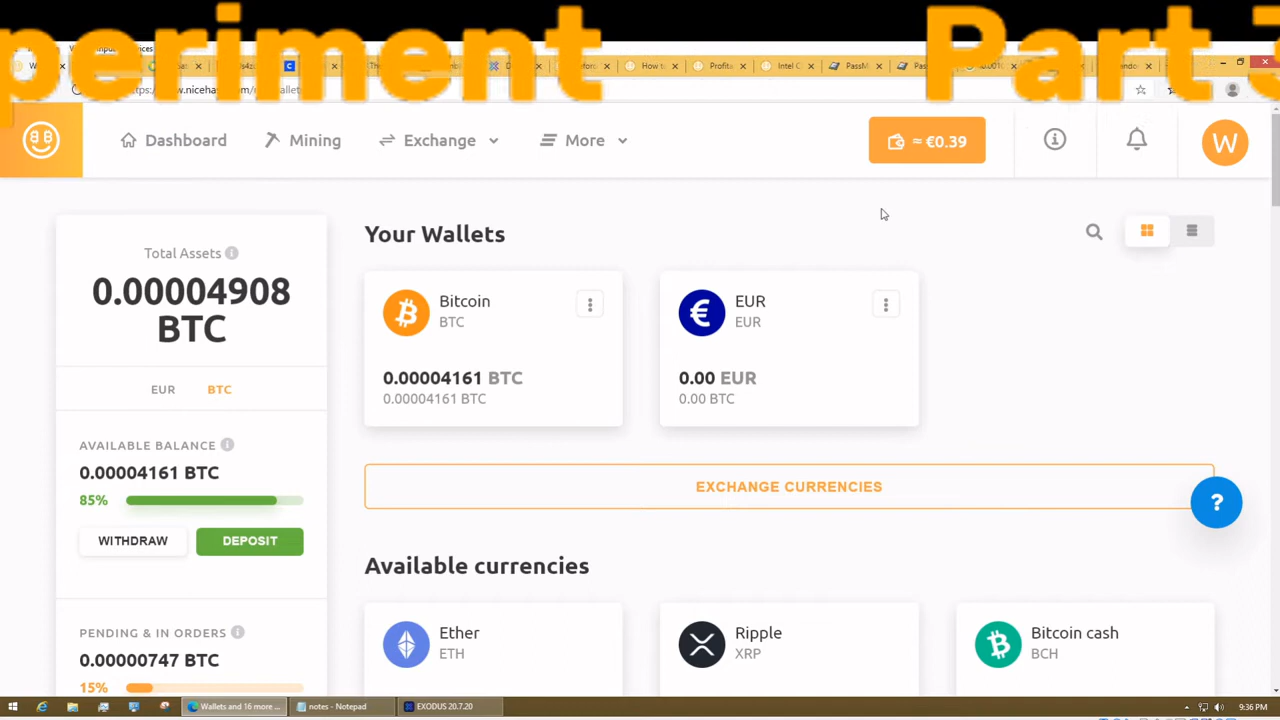 periment Part 3
.nicehas
Dashboard
Mining
Exchange
More
≈ €0.39
W
Total Assets
0.00004908
BTC
EUR BTC
AVAILABLE BALANCE
0.00004161 BTC
85%
WITHDRAW
DEPOSIT
PENDING & IN ORDERS
0.00000747 BTC
15%
Your Wallets
Bitcoin
BTC
0.00004161 BTC
0.00004161 BTC
EUR
EUR
0.00 EUR
0.00 BTC
EXCHANGE CURRENCIES
?
Available currencies
Ether
ETH
Ripple
XRP
Bitcoin cash
BCH
Wallets and 16 more ...
notes - Notepad
EXODUS 20.7.20
9:36 PM